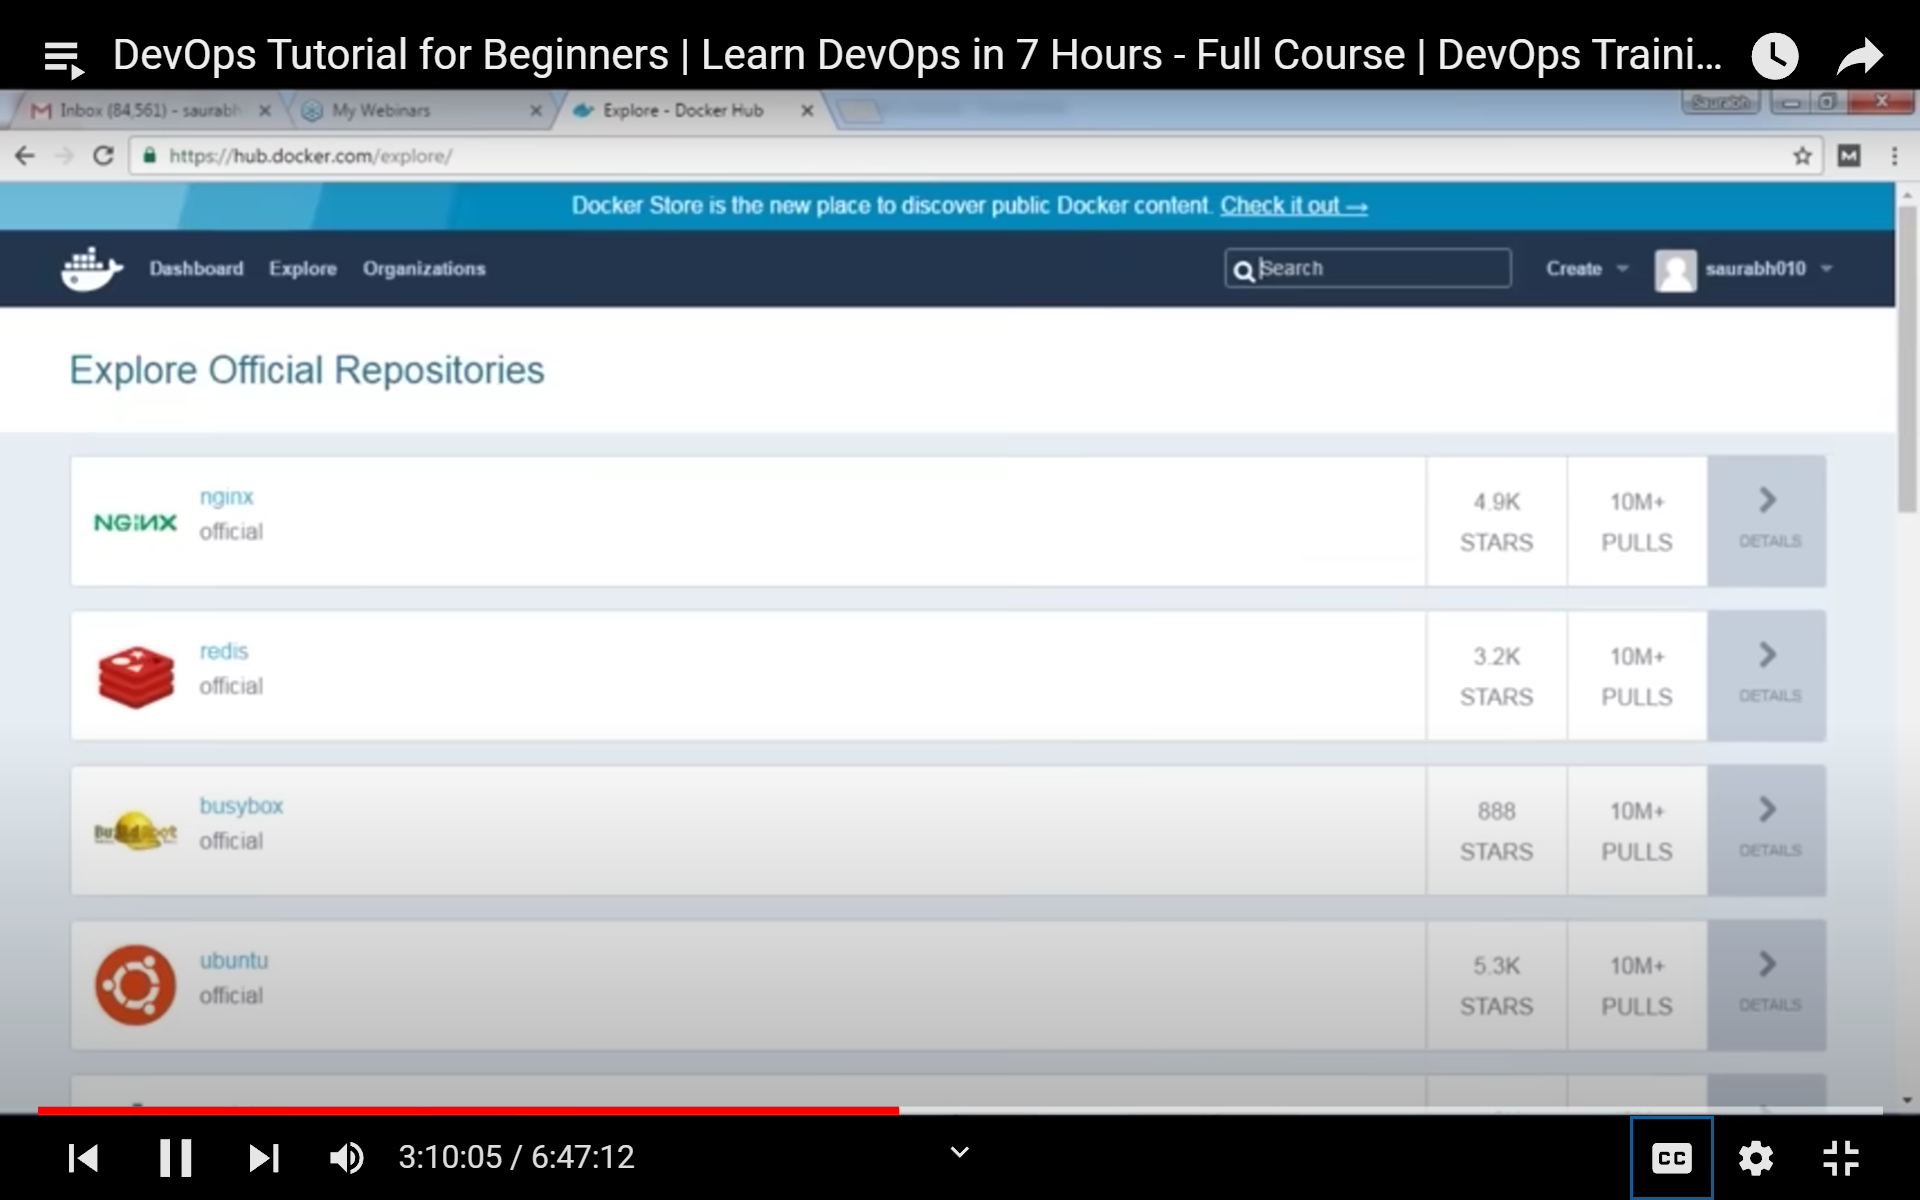 DevOps Tutorial for Beginners | Learn DevOps in 7 Hours - Full Course | DevOps Traini...
Inbox (84,561) - saurabh
My Webinars
Explore - Docker Hub
Saurabh
https://hub.docker.com/explore/
Docker Store is the new place to discover public Docker content. Check it out →
Dashboard Explore Organizations
Search
Create
saurabh010
Explore Official Repositories
NGINX
nginx
official
4.9K
STARS
10M+
PULLS
DETAILS
redis
official
3.2K
STARS
10M+
PULLS
DETAILS
busybox
official
888
STARS
10M+
PULLS
DETAILS
ubuntu
official
5.3K
STARS
10M+
PULLS
DETAILS
3:10:05 / 6:47:12
CC